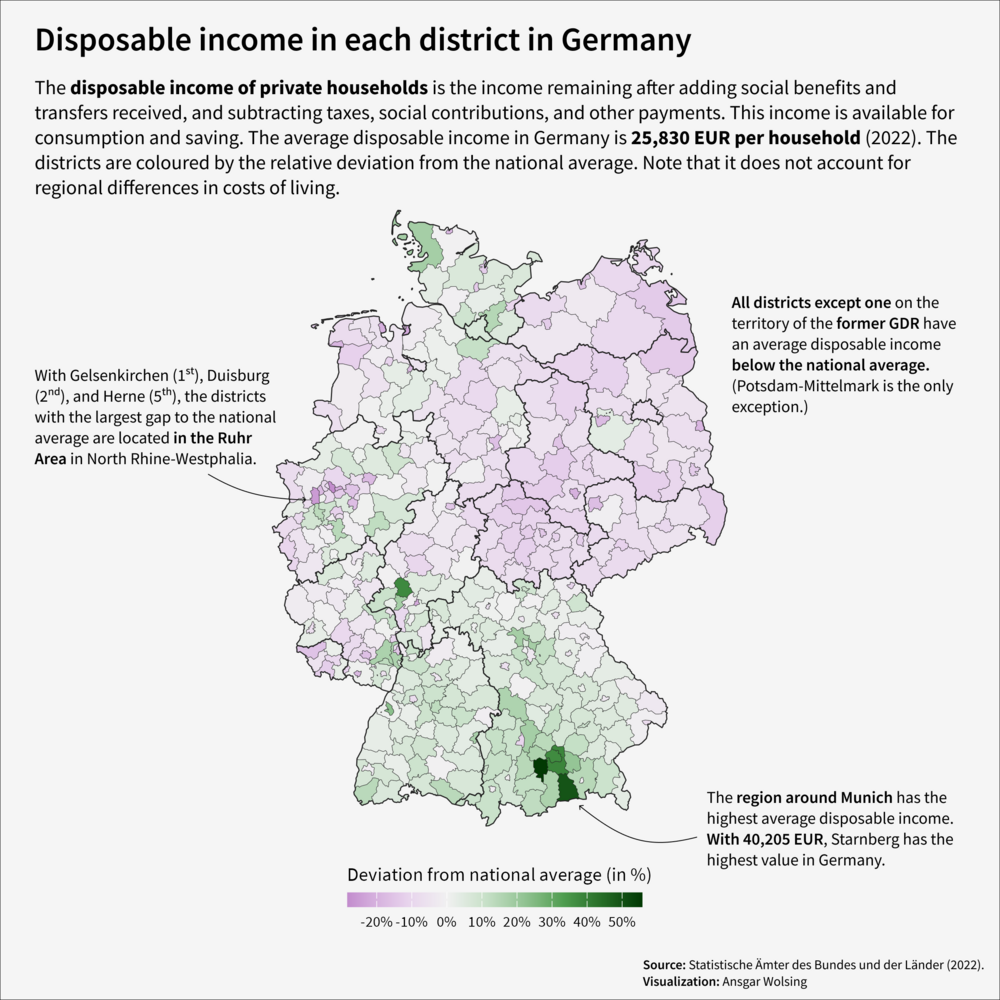 Disposable income in each district in Germany
The disposable income of private households is the income remaining after adding social benefits and
transfers received, and subtracting taxes, social contributions, and other payments. This income is available for
consumption and saving. The average disposable income in Germany is 25,830 EUR per household (2022). The
districts are coloured by the relative deviation from the national average. Note that it does not account for
regional differences in costs of living.
All districts except one on the
territory of the former GDR have
an average disposable income
below the national average.
(Potsdam-Mittelmark is the only
exception.)
With Gelsenkirchen (1st), Duisburg
(2nd), and Herne (5th), the districts
with the largest gap to the national
average are located in the Ruhr
Area in North Rhine-Westphalia.
The region around Munich has the
highest average disposable income.
With 40,205 EUR, Starnberg has the
highest value in Germany.
Deviation from national average (in %)
-20% -10% 0% 10% 20% 30% 40% 50%
Source: Statistische Ämter des Bundes und der Länder (2022).
Visualization: Ansgar Wolsing